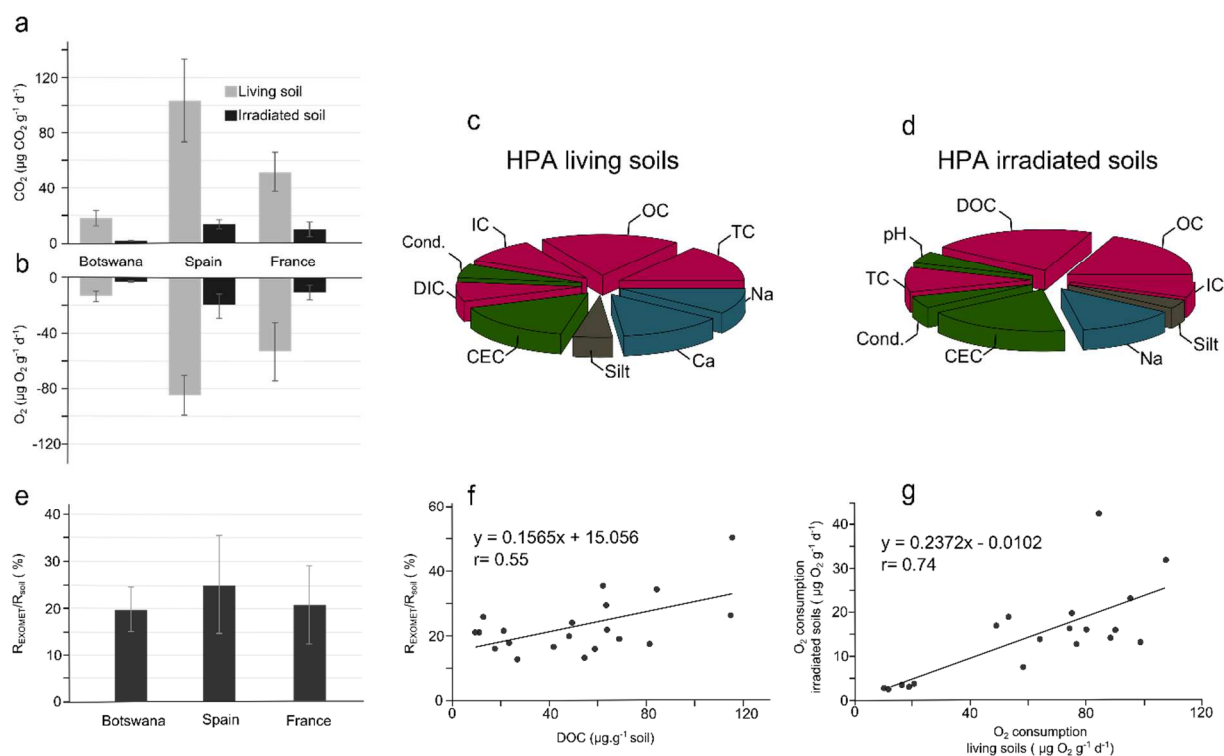 a
CO₂ (µg CO₂ g⁻¹ d⁻¹)
120
80
40
0
Living soil
Irradiated soil
Botswana
Spain
France
b
O₂ (µg O₂ g⁻¹ d⁻¹)
0
-40
-80
-120
c
HPA living soils
OC
TC
Na
Ca
Silt
CEC
DIC
Cond.
IC
d
HPA irradiated soils
DOC
OC
IC
Silt
Na
CEC
Cond.
TC
pH
e
R_EXOMET/R_soil (%)
40
30
20
10
0
Botswana
Spain
France
f
R_EXOMET/R_soil (%)
60
40
20
0
y = 0.1565x + 15.056
r= 0.55
0
40
80
120
DOC (µg.g⁻¹ soil)
g
O₂ consumption
irradiated soils (µg O₂ g⁻¹ d⁻¹)
40
30
20
10
0
y = 0.2372x - 0.0102
r= 0.74
0
40
80
120
O₂ consumption
living soils (µg O₂ g⁻¹ d⁻¹)